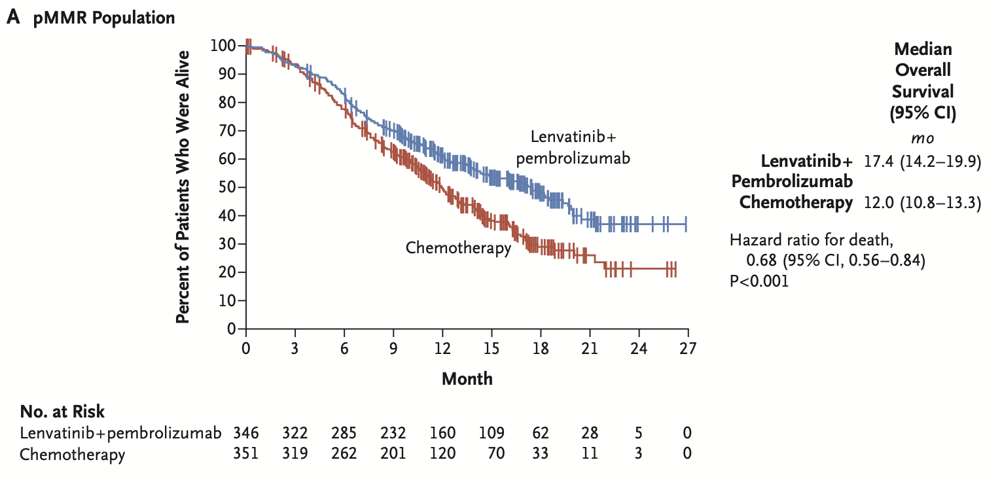 A pMMR Population
Percent of Patients Who Were Alive
100
90
80
70
60
50
40
30
20
10
0
0 3 6 9 12 15 18 21 24 27
Month
Lenvatinib+
pembrolizumab
Chemotherapy
Median
Overall
Survival
(95% CI)
mo
Lenvatinib+ 17.4 (14.2–19.9)
Pembrolizumab
Chemotherapy 12.0 (10.8–13.3)
Hazard ratio for death,
0.68 (95% CI, 0.56–0.84)
P<0.001
No. at Risk
Lenvatinib+pembrolizumab 346 322 285 232 160 109 62 28 5 0
Chemotherapy 351 319 262 201 120 70 33 11 3 0